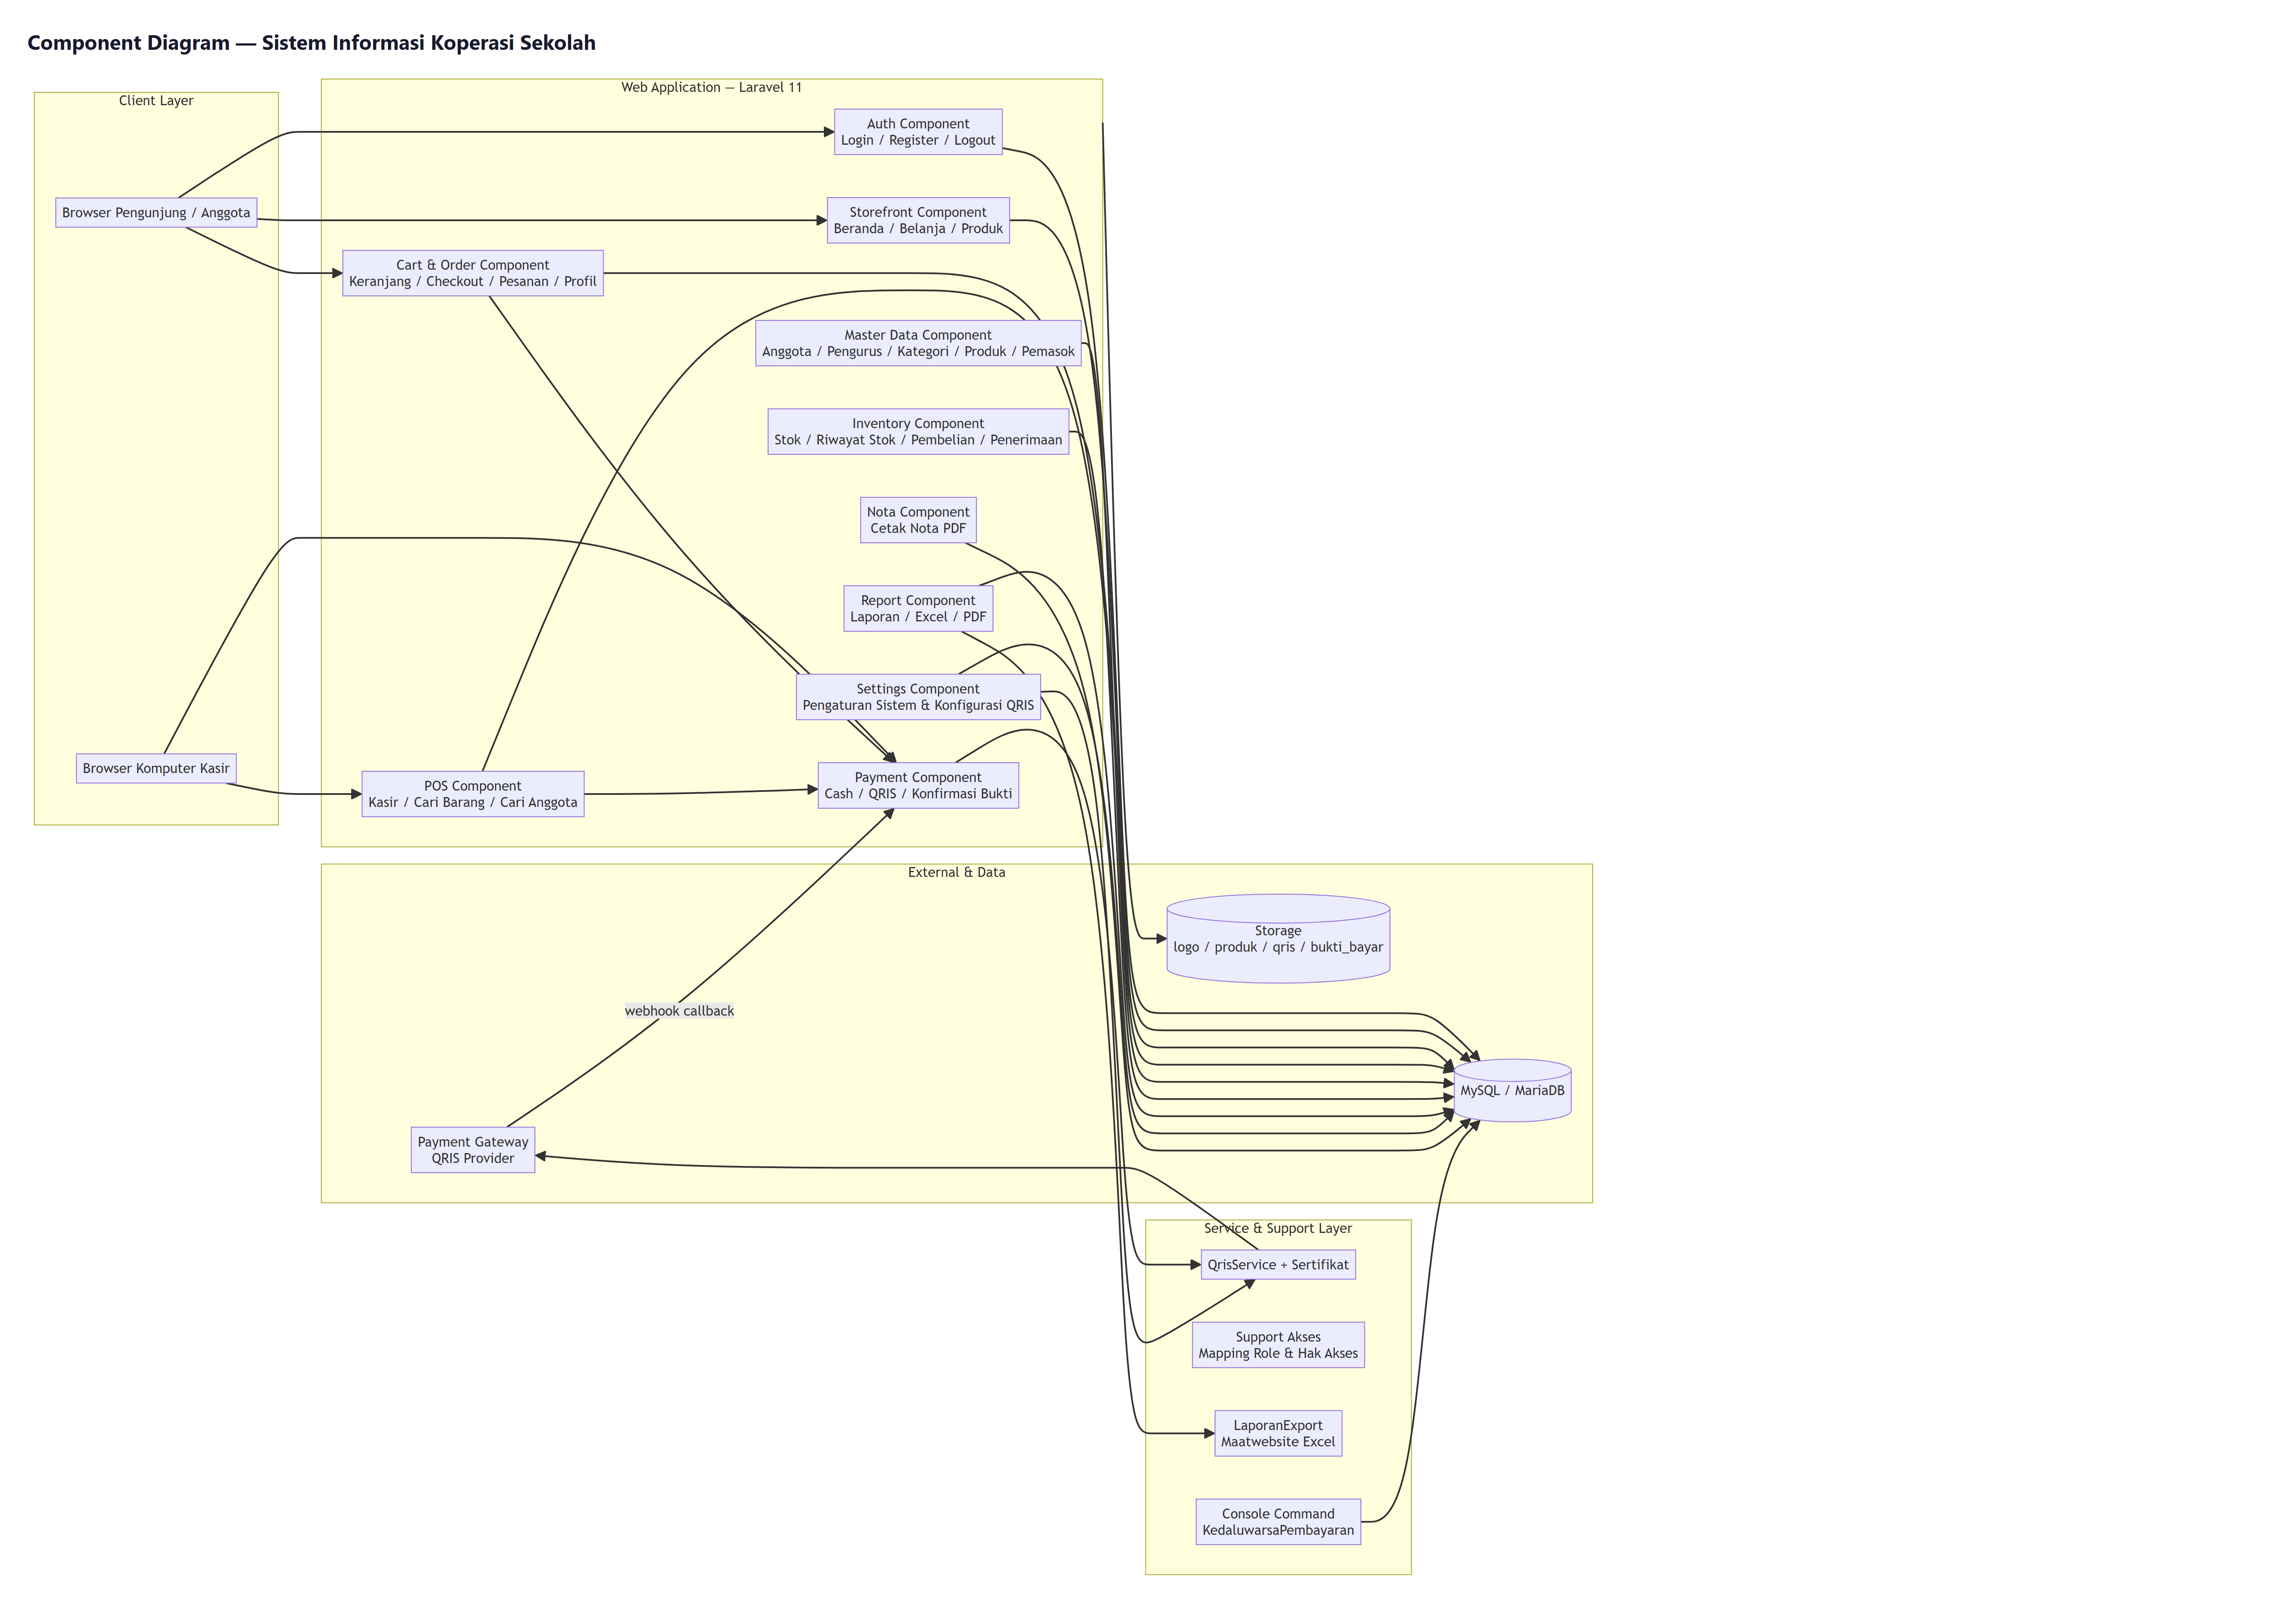 Component Diagram — Sistem Informasi Koperasi Sekolah
Client Layer
Browser Pengunjung / Anggota
Browser Komputer Kasir
Web Application — Laravel 11
Auth Component
Login / Register / Logout
Storefront Component
Beranda / Belanja / Produk
Cart & Order Component
Keranjang / Checkout / Pesanan / Profil
Master Data Component
Anggota / Pengurus / Kategori / Produk / Pemasok
Inventory Component
Stok / Riwayat Stok / Pembelian / Penerimaan
Nota Component
Cetak Nota PDF
Report Component
Laporan / Excel / PDF
Settings Component
Pengaturan Sistem & Konfigurasi QRIS
POS Component
Kasir / Cari Barang / Cari Anggota
Payment Component
Cash / QRIS / Konfirmasi Bukti
External & Data
Storage
logo / produk / qris / bukti_bayar
webhook callback
MySQL / MariaDB
Payment Gateway
QRIS Provider
Service & Support Layer
QrisService + Sertifikat
Support Akses
Mapping Role & Hak Akses
LaporanExport
Maatwebsite Excel
Console Command
KedaluwarsaPembayaran